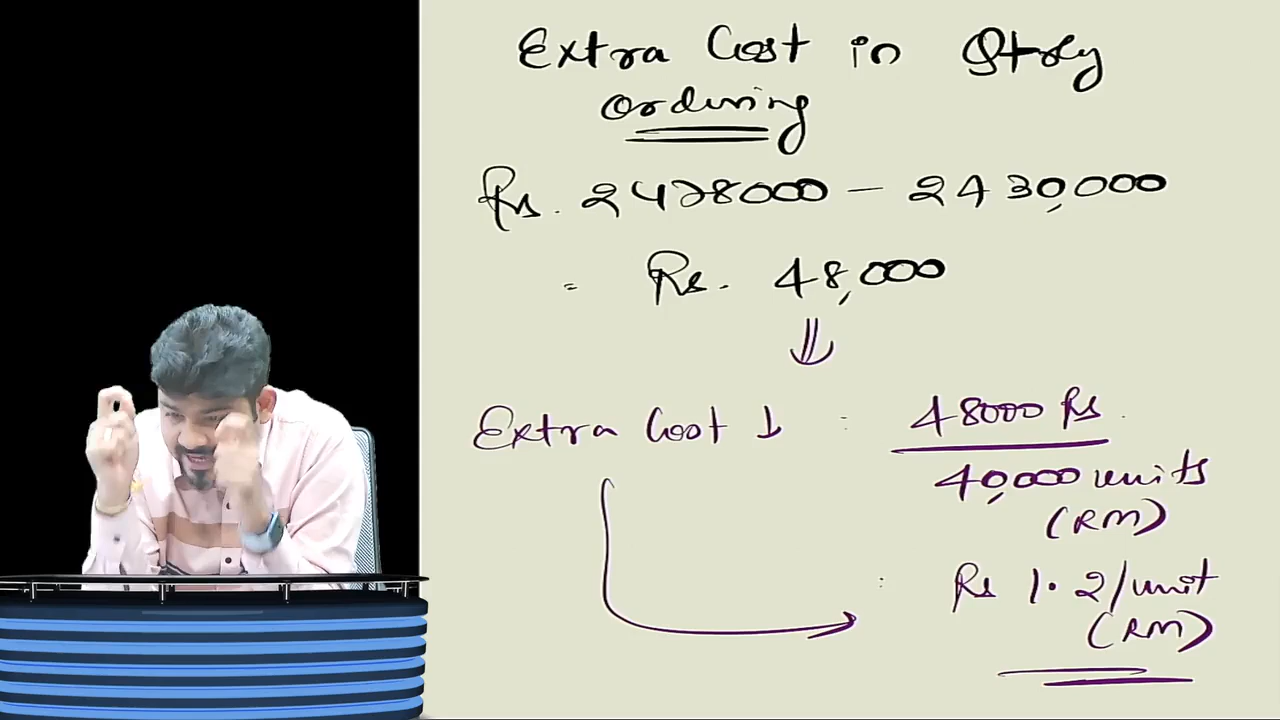 Extra Cost in Qtrly
Ordering
Rs. 2478000 - 2430,000
= Rs. 48,000
⇓
Extra Cost ↓ : 48000 Rs
40,000 units
(RM)
: Rs 1.2/unit
(RM)